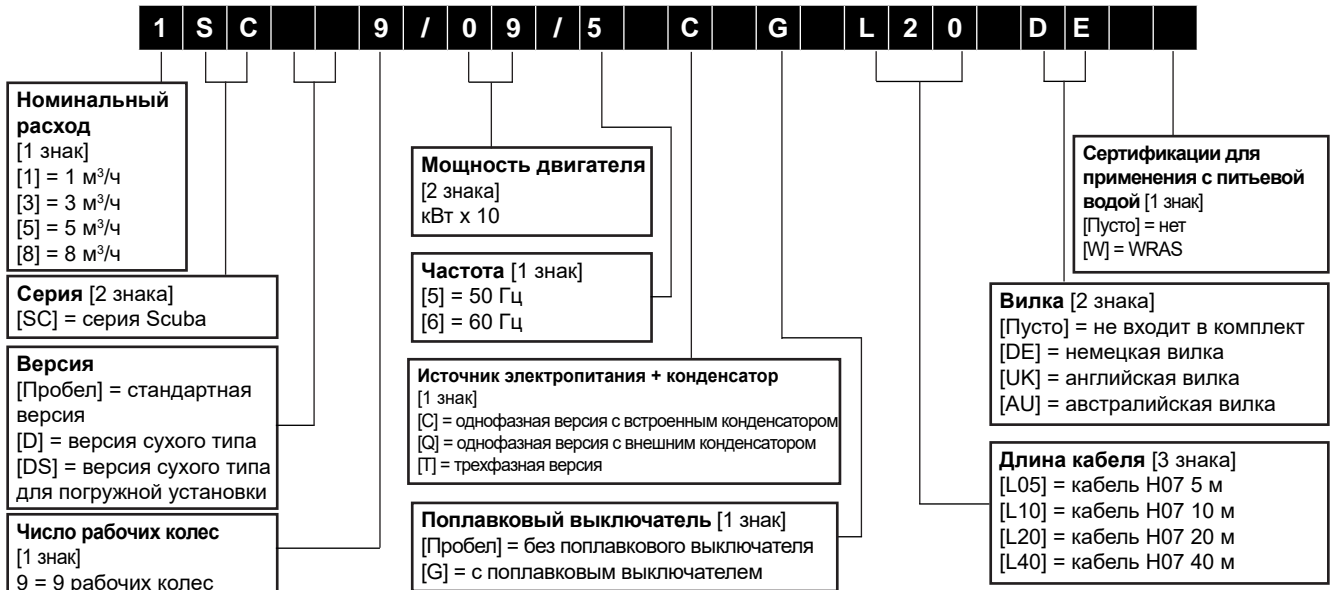 1 S C 9 / 0 9 / 5 C G L 2 0 D E
Номинальный
расход
[1 знак]
[1] = 1 м³/ч
[3] = 3 м³/ч
[5] = 5 м³/ч
[8] = 8 м³/ч
Серия [2 знака]
[SC] = серия Scuba
Версия
[Пробел] = стандартная
версия
[D] = версия сухого типа
[DS] = версия сухого типа
для погружной установки
Число рабочих колес
[1 знак]
9 = 9 рабочих колес
Мощность двигателя
[2 знака]
кВт x 10
Частота [1 знак]
[5] = 50 Гц
[6] = 60 Гц
Источник электропитания + конденсатор
[1 знак]
[C] = однофазная версия с встроенным конденсатором
[Q] = однофазная версия с внешним конденсатором
[T] = трехфазная версия
Поплавковый выключатель [1 знак]
[Пробел] = без поплавкового выключателя
[G] = с поплавковым выключателем
Сертификации для
применения с питьевой
водой [1 знак]
[Пусто] = нет
[W] = WRAS
Вилка [2 знака]
[Пусто] = не входит в комплект
[DE] = немецкая вилка
[UK] = английская вилка
[AU] = австралийская вилка
Длина кабеля [3 знака]
[L05] = кабель H07 5 м
[L10] = кабель H07 10 м
[L20] = кабель H07 20 м
[L40] = кабель H07 40 м